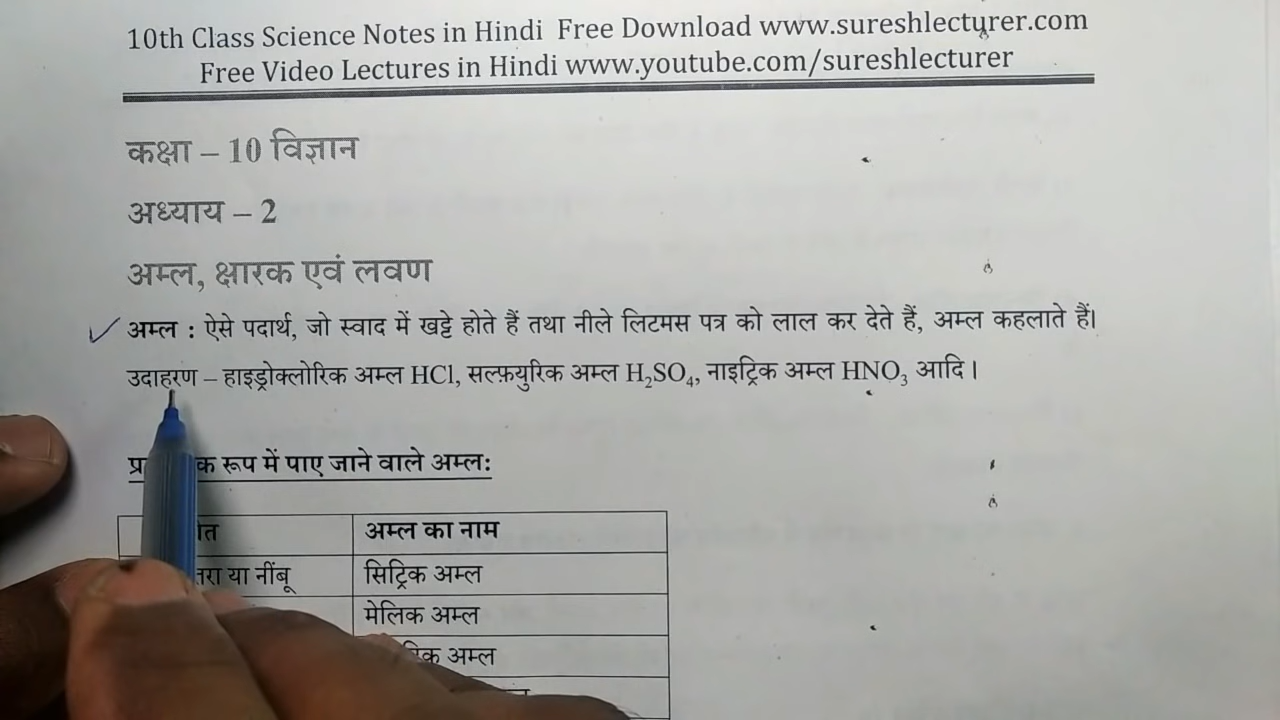 10th Class Science Notes in Hindi Free Download www.sureshlecturer.com
Free Video Lectures in Hindi www.youtube.com/sureshlecturer
कक्षा – 10 विज्ञान
अध्याय – 2
अम्ल, क्षारक एवं लवण
अम्ल : ऐसे पदार्थ, जो स्वाद में खट्टे होते हैं तथा नीले लिटमस पत्र को लाल कर देते हैं, अम्ल कहलाते हैं।
उदाहरण – हाइड्रोक्लोरिक अम्ल HCl, सल्फ़युरिक अम्ल H₂SO₄, नाइट्रिक अम्ल HNO₃ आदि ।
रूप में पाए जाने वाले अम्ल:
अम्ल का नाम
या नींबू सिट्रिक अम्ल
मेलिक अम्ल
अम्ल